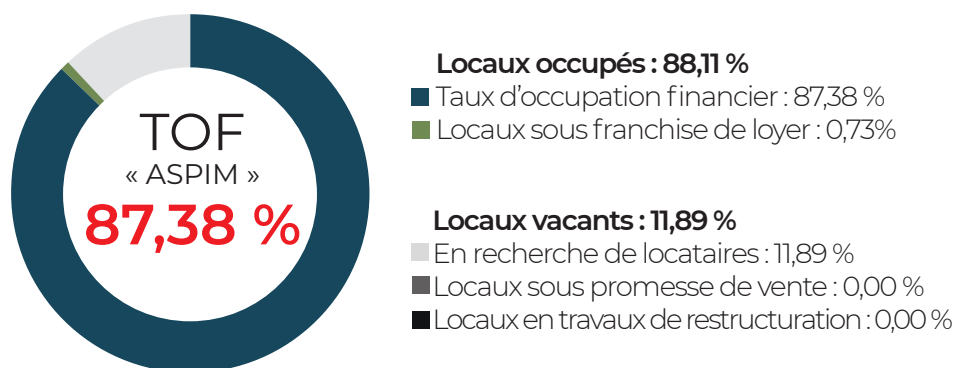 TOF
« ASPIM »
87,38 %
Locaux occupés : 88,11 %
Taux d'occupation financier : 87,38 %
Locaux sous franchise de loyer : 0,73%
Locaux vacants : 11,89 %
En recherche de locataires : 11,89 %
Locaux sous promesse de vente : 0,00 %
Locaux en travaux de restructuration : 0,00 %